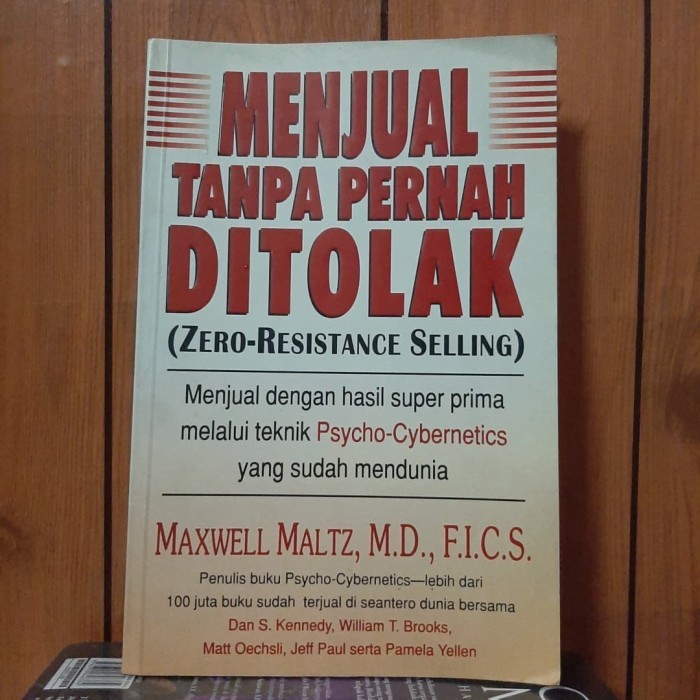 MENJUAL
TANPA PERNAH
DITOLAK
(ZERO-RESISTANCE SELLING)
Menjual dengan hasil super prima
melalui teknik Psycho-Cybernetics
yang sudah mendunia
MAXWELL MALTZ, M.D., F.I.C.S.
Penulis buku Psycho-Cybernetics—lebih dari
100 juta buku sudah terjual di seantero dunia bersama
Dan S. Kennedy, William T. Brooks,
Matt Oechsli, Jeff Paul serta Pamela Yellen